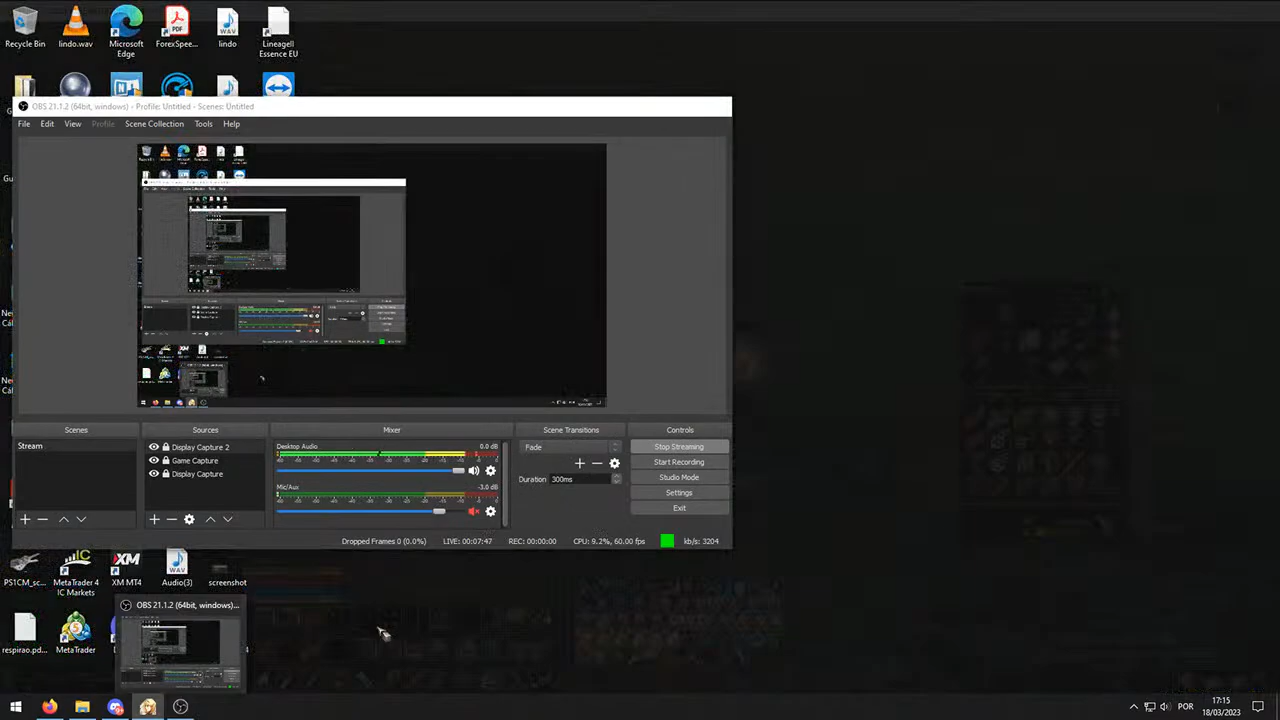 Recycle Bin
lindo.wav
Microsoft
Edge
ForexSpee...
lindo
LineageII
Essence EU
OBS 21.1.2 (64bit, windows) - Profile: Untitled - Scenes: Untitled
File Edit View Profile Scene Collection Tools Help
Scenes
Sources
Mixer
Scene Transitions
Controls
Stream
Display Capture 2
Game Capture
Display Capture
Desktop Audio 0.0 dB
Mic/Aux -3.0 dB
Fade
Duration 300ms
Stop Streaming
Start Recording
Studio Mode
Settings
Exit
Dropped Frames 0 (0.0%) LIVE: 00:07:47 REC: 00:00:00 CPU: 9.2%, 60.00 fps kb/s: 3204
PS1CM_sc...
MetaTrader 4
IC Markets
XM MT4
Audio(3)
screenshot
OBS 21.1.2 (64bit, windows)...
respirao.pd...
MetaTrader
POR
17:15
18/03/2023